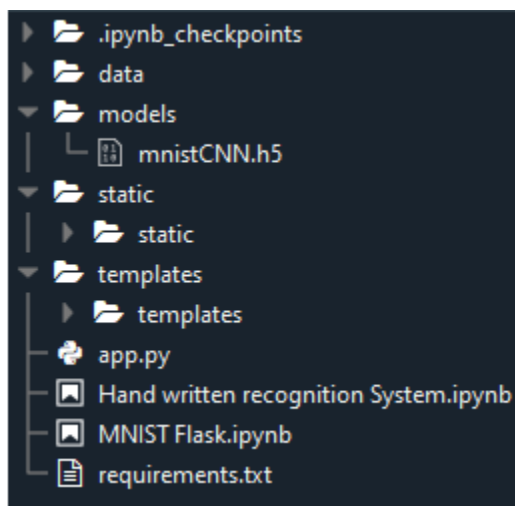 .ipynb_checkpoints
data
models
mnistCNN.h5
static
static
templates
templates
app.py
Hand written recognition System.ipynb
MNIST Flask.ipynb
requirements.txt